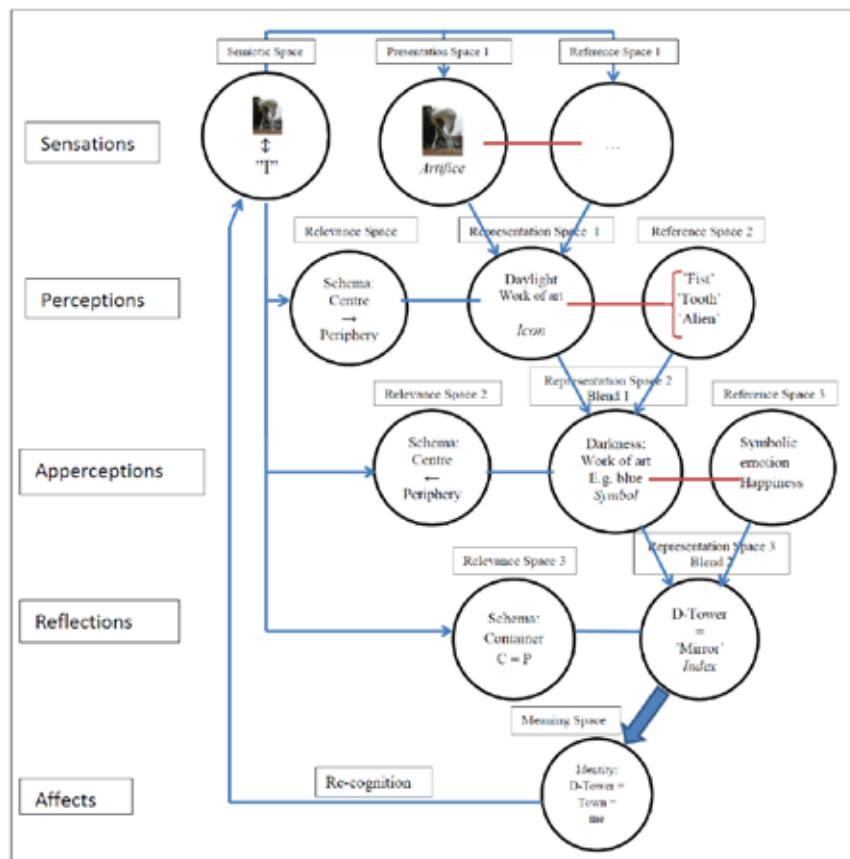 Semiotic Space
Presentation Space 1
Reference Space 1
Sensations
"I"
Artifice
...
Relevance Space
Representation Space 1
Reference Space 2
Perceptions
Schema:
Centre
→
Periphery
Daylight
Work of art
Icon
"Fist"
'Tooth'
'Alien'
Relevance Space 2
Representation Space 2
Blend 1
Reference Space 3
Apperceptions
Schema:
Centre
←
Periphery
Darkness:
Work of art
E.g. blue
Symbol
Symbolic
emotion
Happiness
Relevance Space 3
Representation Space 3
Blend 2
Reflections
Schema:
Container
C = P
D-Tower
=
'Mirror'
Index
Meaning Space
Affects
Re-cognition
Identity:
D-Tower =
Town =
me